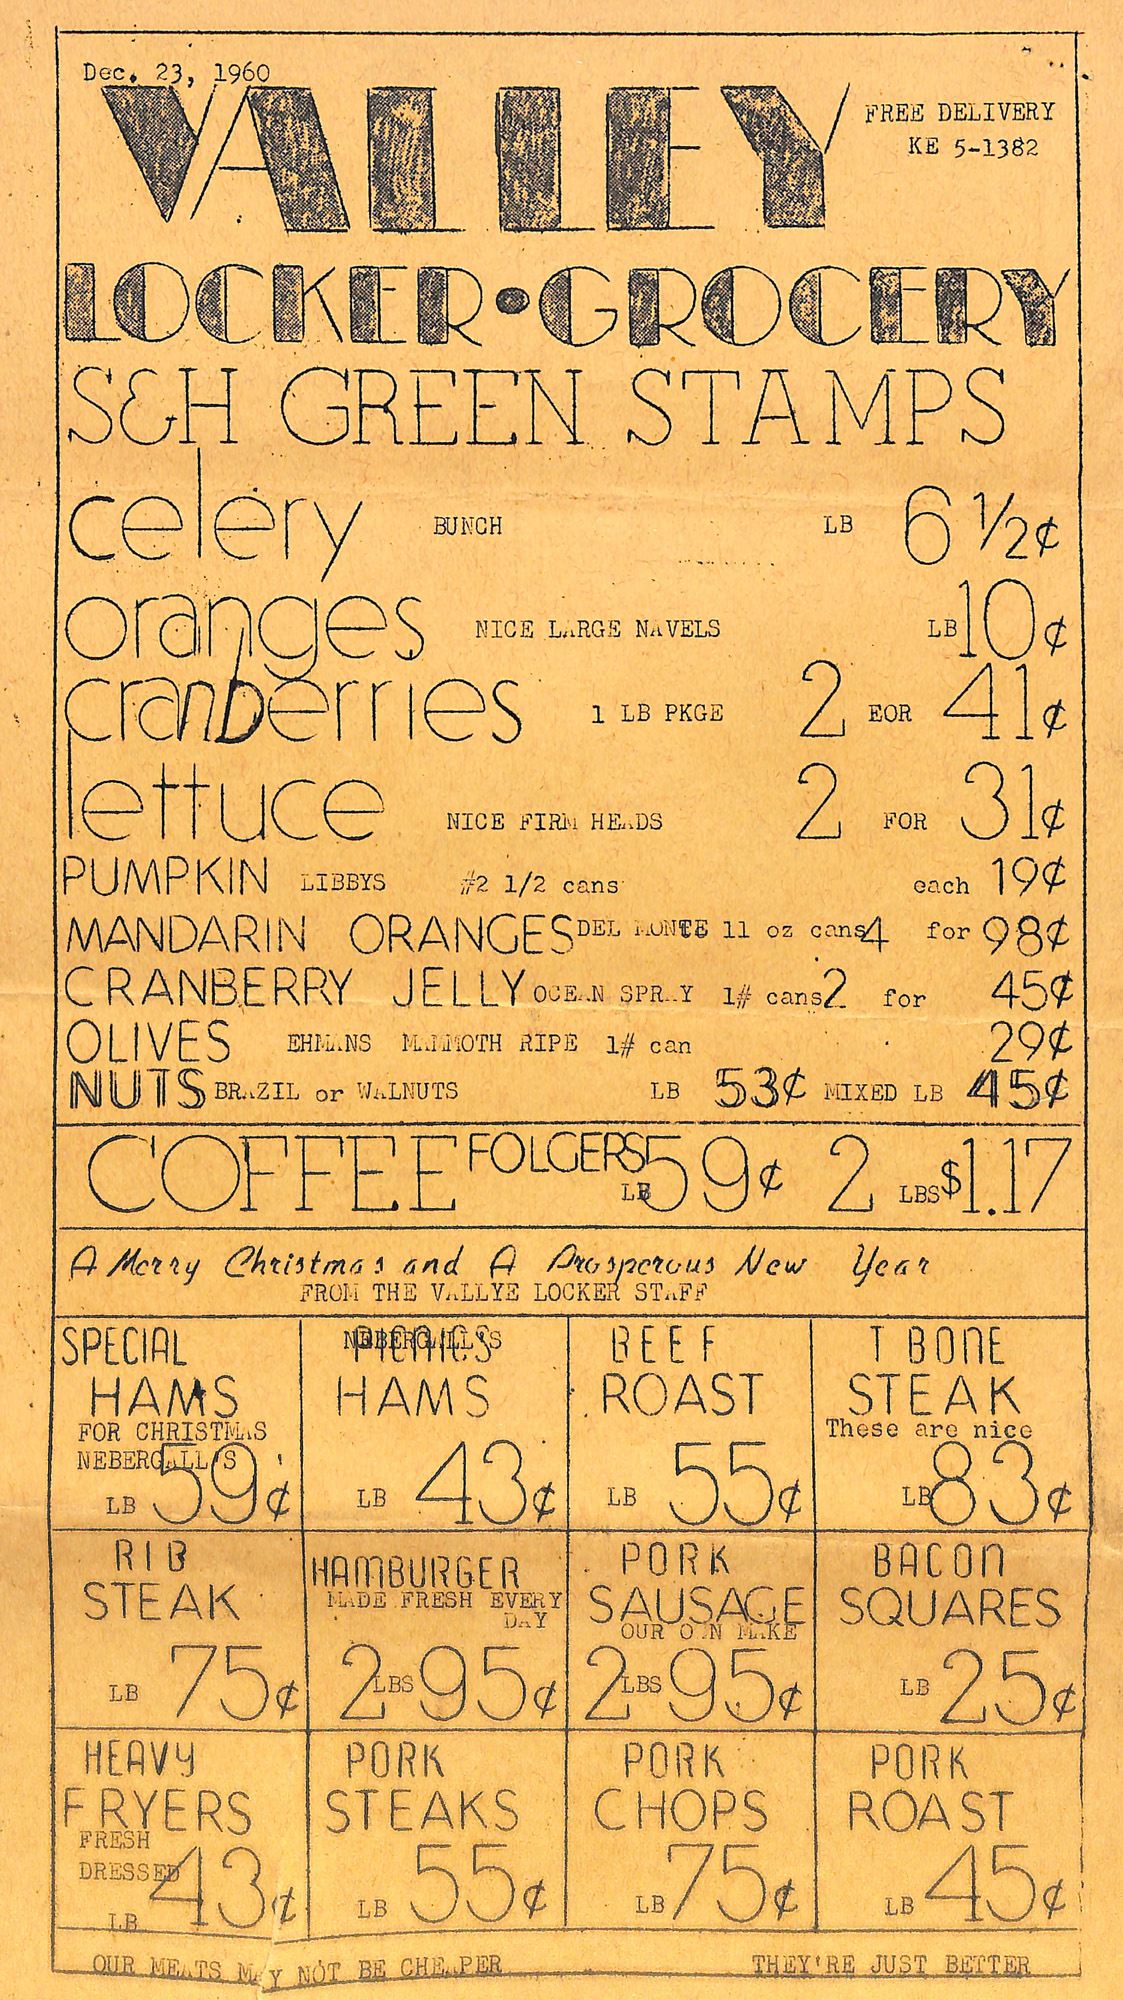 Dec. 23, 1960
VALLEY
FREE DELIVERY
KE 5-1382
LOCKER • GROCERY
S&H GREEN STAMPS
celery BUNCH LB 6 1/2¢
oranges NICE LARGE NAVELS LB 10¢
cranberries 1 LB PKGE 2 EOR 41¢
lettuce NICE FIRM HEADS 2 FOR 31¢
PUMPKIN LIBBYS #2 1/2 cans each 19¢
MANDARIN ORANGES DEL MONTE 11 oz cans 4 for 98¢
CRANBERRY JELLY OCEAN SPRAY 1# cans 2 for 45¢
OLIVES EHMANS MAMMOTH RIPE 1# can 29¢
NUTS BRAZIL or WALNUTS LB 53¢ MIXED LB 45¢
COFFEE FOLGERS LB 59¢ 2 LBS $1.17
A Merry Christmas and A Prosperous New Year
FROM THE VALLYE LOCKER STAFF
SPECIAL
HAMS
FOR CHRISTMAS
NEBERGALL'S
LB 59¢
NEBERGALL'S
PICNICS
HAMS
LB 43¢
BEEF
ROAST
LB 55¢
T BONE
STEAK
These are nice
LB 83¢
RIB
STEAK
LB 75¢
HAMBURGER
MADE FRESH EVERY
DAY
2 LBS 95¢
PORK
SAUSAGE
OUR OWN MAKE
2 LBS 95¢
BACON
SQUARES
LB 25¢
HEAVY
FRYERS
FRESH
DRESSED
LB 43¢
PORK
STEAKS
LB 55¢
PORK
CHOPS
LB 75¢
PORK
ROAST
LB 45¢
OUR MEATS MAY NOT BE CHEAPER THEY'RE JUST BETTER